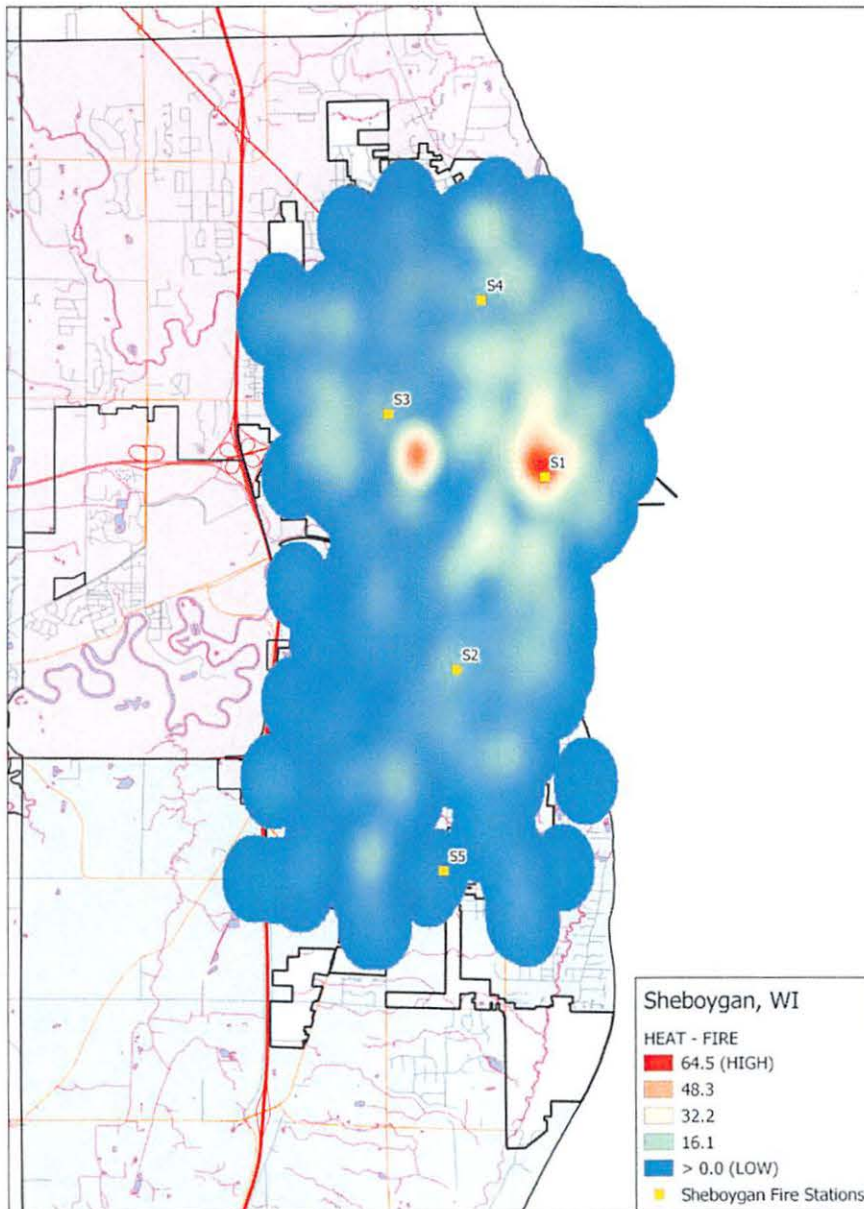 S4
S3
S1
S2
S5
Sheboygan, WI
HEAT - FIRE
64.5 (HIGH)
48.3
32.2
16.1
> 0.0 (LOW)
Sheboygan Fire Stations